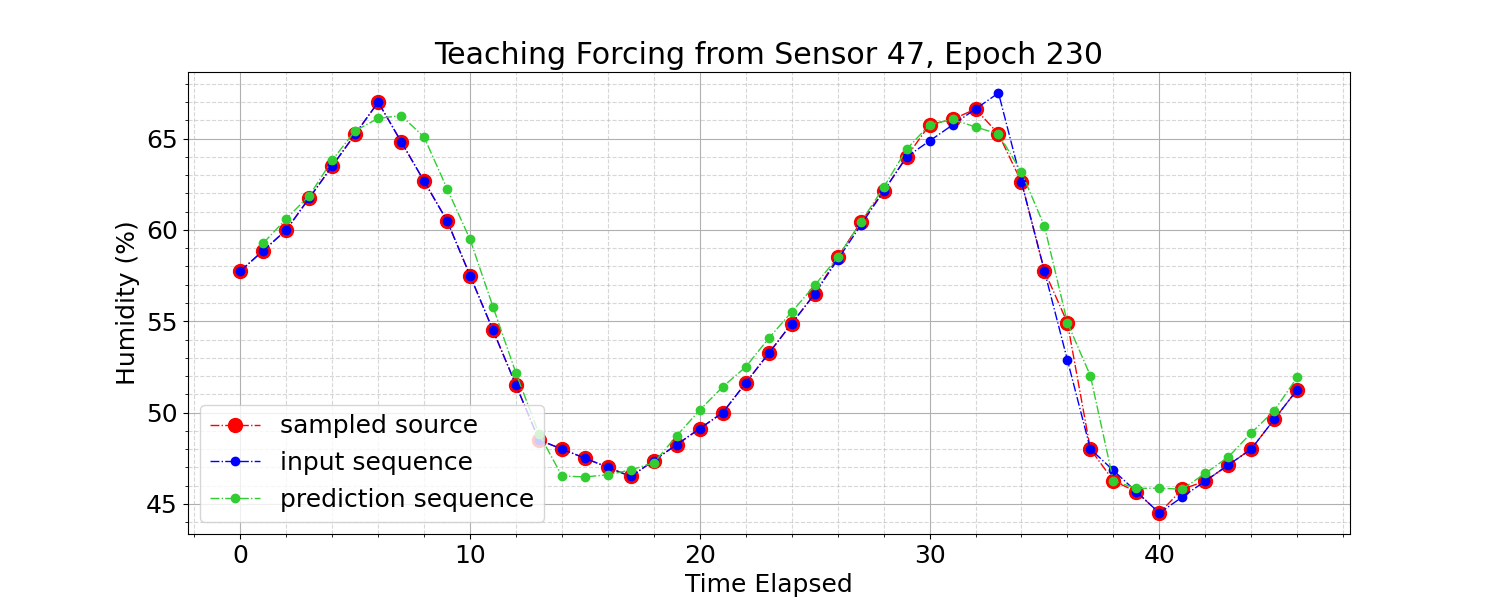 Teaching Forcing from Sensor 47, Epoch 230
Humidity (%)
65
60
55
50
45
sampled source
input sequence
prediction sequence
0 10 20 30 40
Time Elapsed